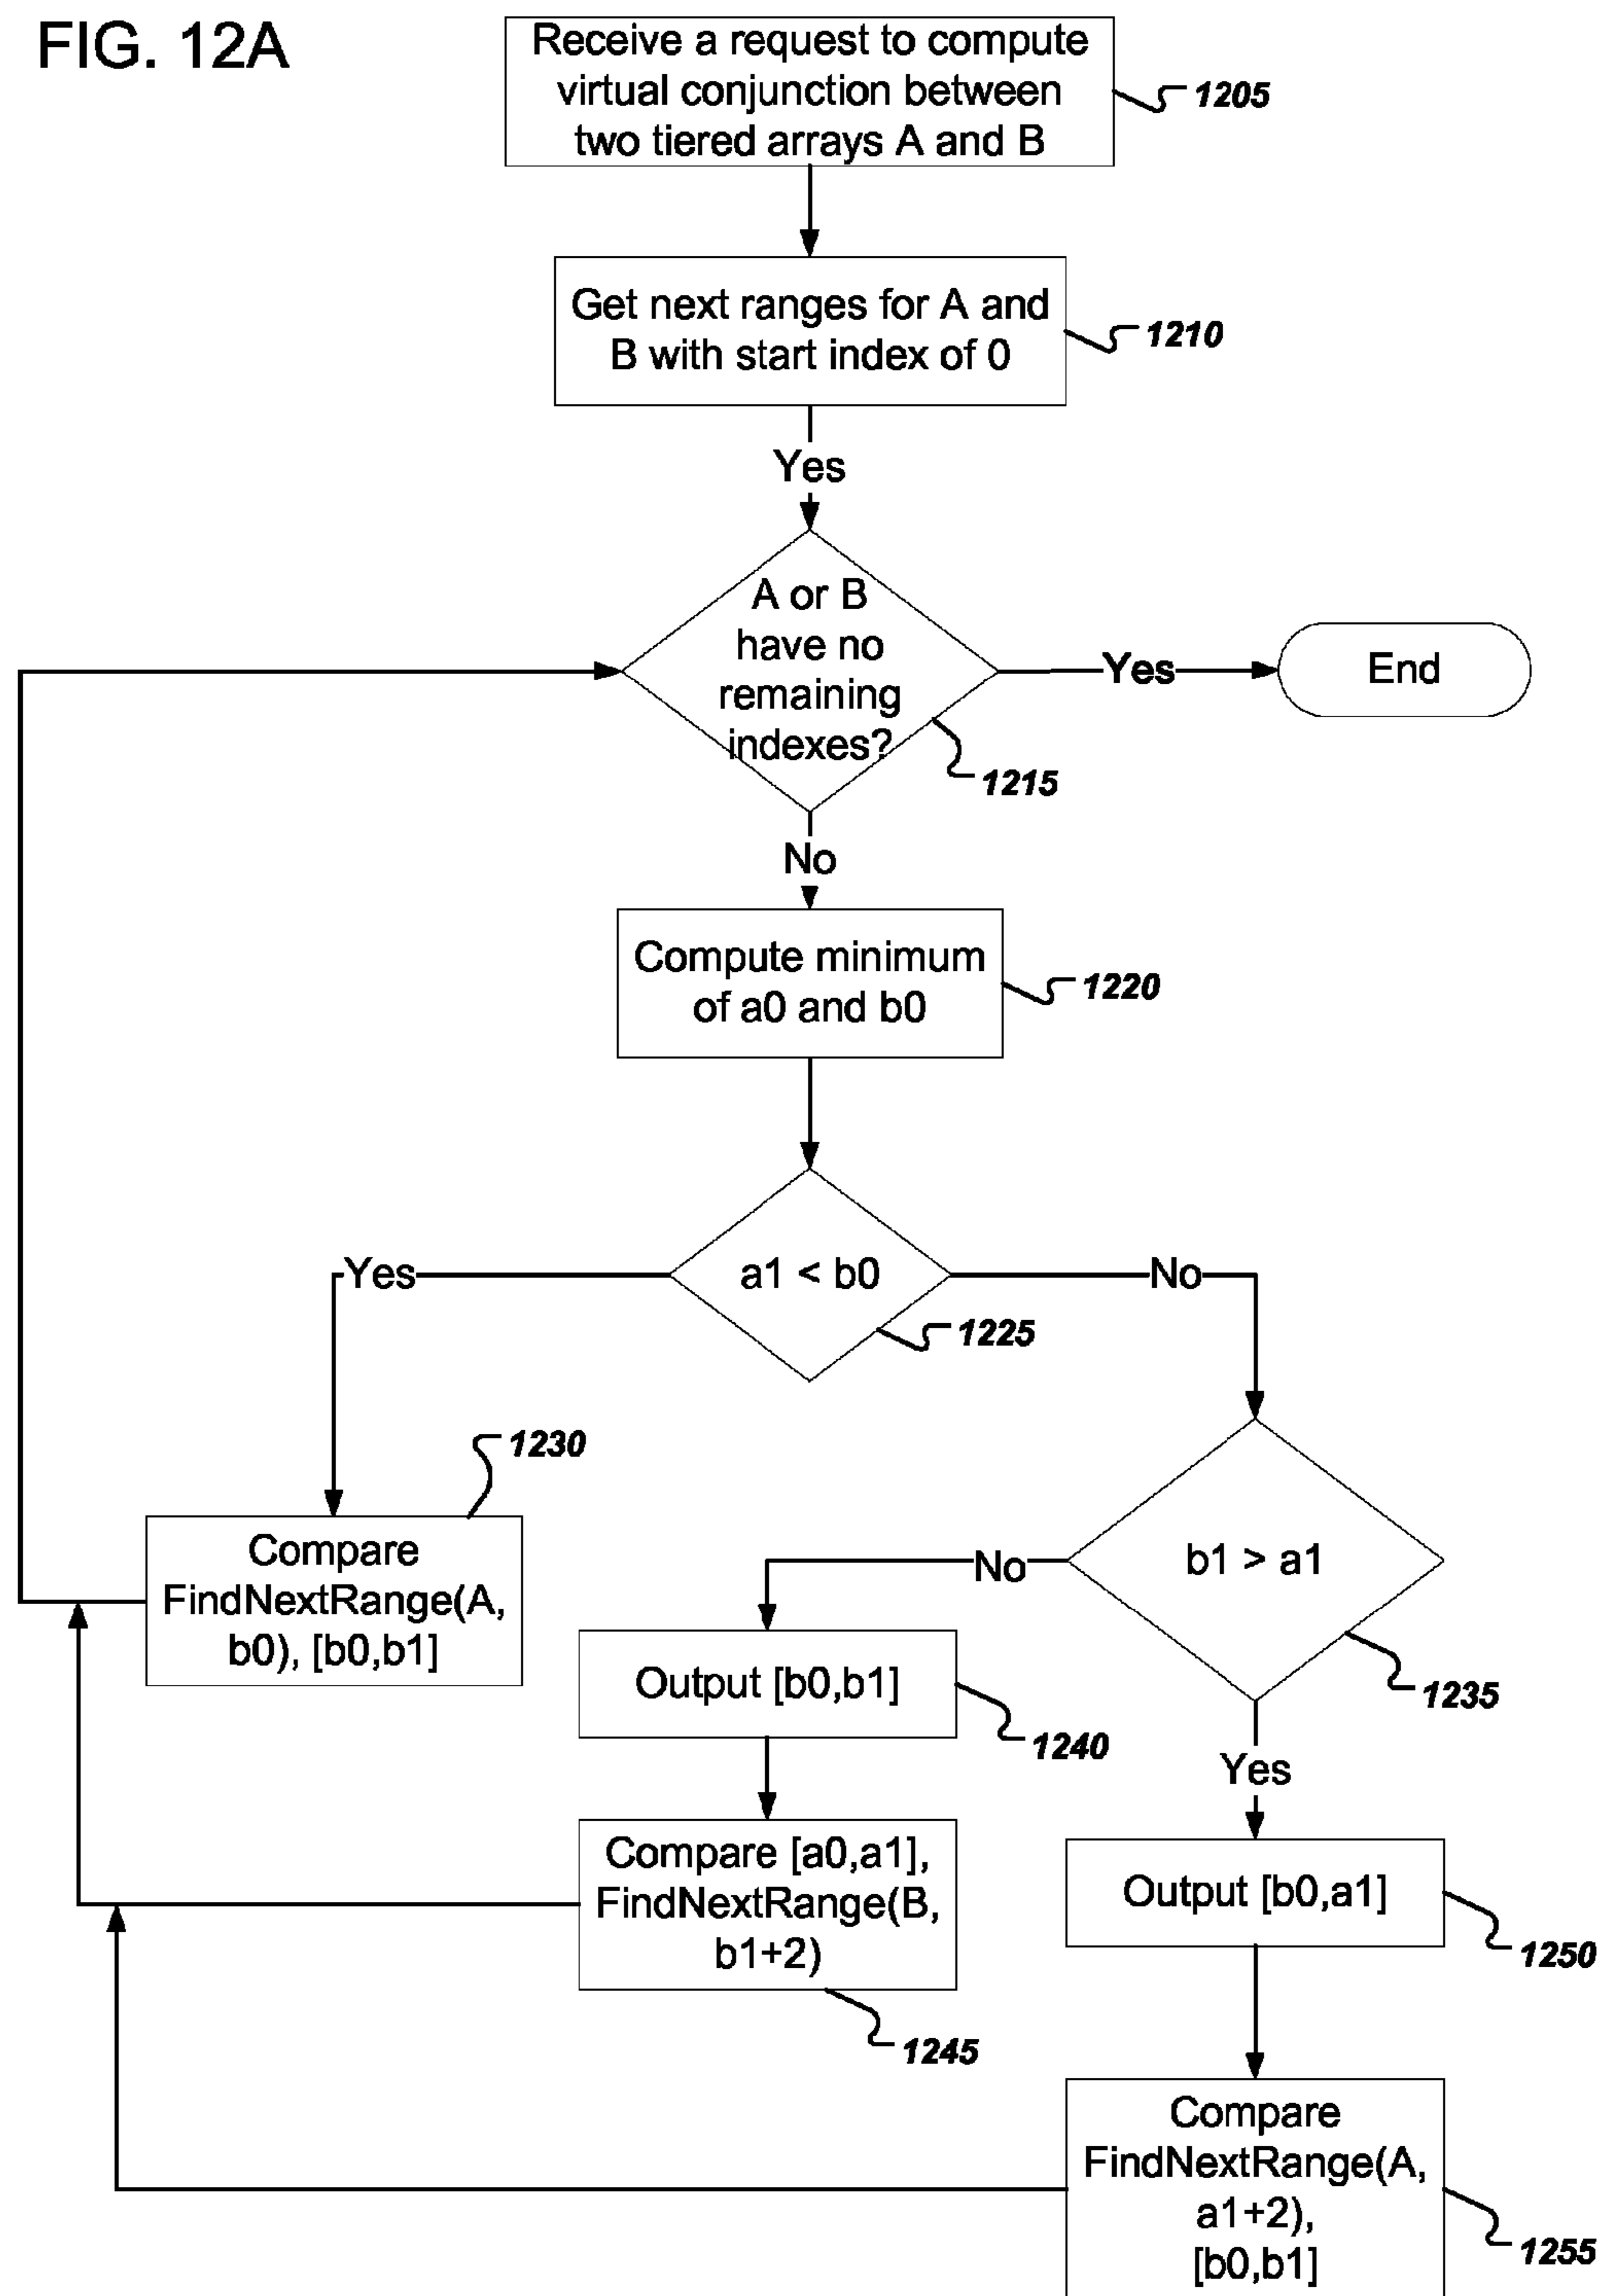 FIG. 12A
Receive a request to compute
virtual conjunction between
two tiered arrays A and B
1205
Get next ranges for A and
B with start index of 0
1210
Yes
A or B
have no
remaining
indexes?
Yes
End
1215
No
Compute minimum
of a0 and b0
1220
Yes
a1 < b0
No
1225
1230
Compare
FindNextRange(A,
b0), [b0,b1]
No
b1 > a1
1235
Output [b0,b1]
1240
Yes
Compare [a0,a1],
FindNextRange(B,
b1+2)
1245
Output [b0,a1]
1250
Compare
FindNextRange(A,
a1+2),
[b0,b1]
1255